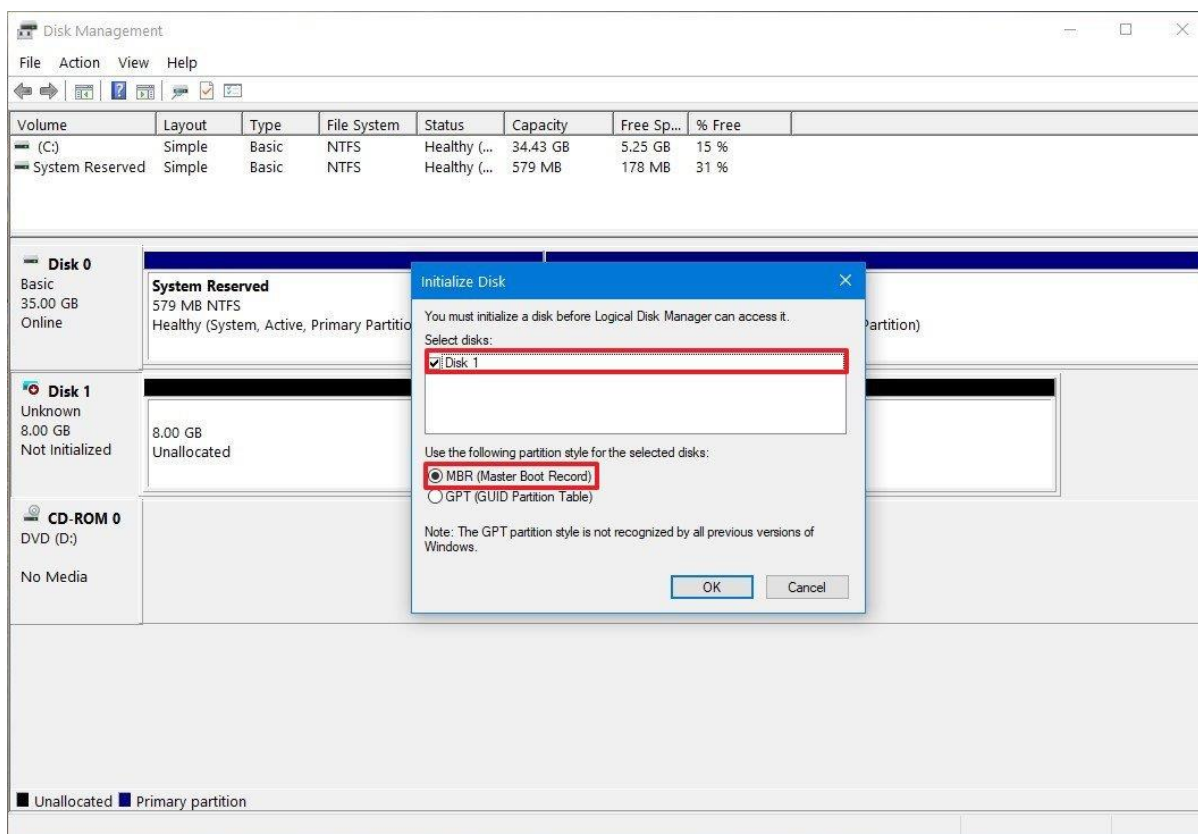 Disk Management
File Action View Help
Volume Layout Type File System Status Capacity Free Sp... % Free
(C:) Simple Basic NTFS Healthy (... 34.43 GB 5.25 GB 15 %
System Reserved Simple Basic NTFS Healthy (... 579 MB 178 MB 31 %
Disk 0
Basic
35.00 GB
Online
System Reserved
579 MB NTFS
Healthy (System, Active, Primary Partitio
Partition)
Disk 1
Unknown
8.00 GB
Not Initialized
8.00 GB
Unallocated
CD-ROM 0
DVD (D:)
No Media
Initialize Disk
You must initialize a disk before Logical Disk Manager can access it.
Select disks:
Disk 1
Use the following partition style for the selected disks:
MBR (Master Boot Record)
GPT (GUID Partition Table)
Note: The GPT partition style is not recognized by all previous versions of
Windows.
OK Cancel
Unallocated Primary partition